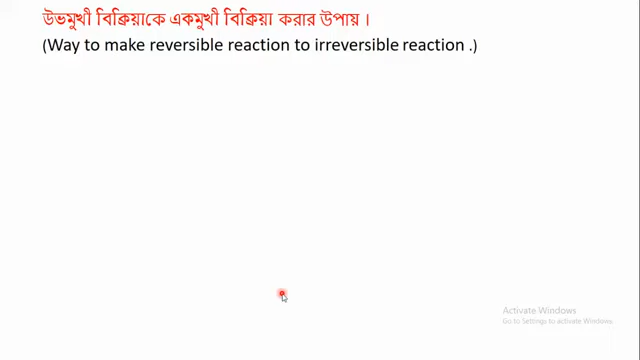 উভমুখী বিক্রিয়াকে একমুখী বিক্রিয়া করার উপায় ।
(Way to make reversible reaction to irreversible reaction .)
Activate Windows
Go to Settings to activate Windows.